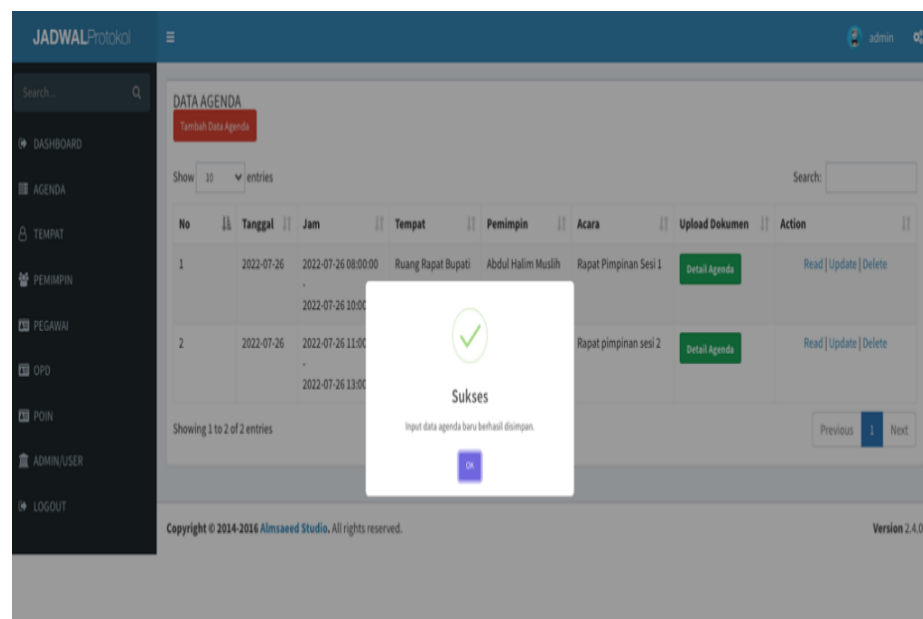 JADWALProtokol
admin
Search...
DATA AGENDA
Tambah Data Agenda
DASHBOARD
AGENDA
TEMPAT
PEMIMPIN
PEGAWAI
OPD
POIN
ADMIN/USER
LOGOUT
Show 10 entries
Search:
No Tanggal Jam Tempat Pemimpin Acara Upload Dokumen Action
1 2022-07-26 2022-07-26 08:00:00 Ruang Rapat Bupati Abdul Halim Muslih Rapat Pimpinan Sesi 1 Detail Agenda Read | Update | Delete
-
2022-07-26 10:00
2 2022-07-26 2022-07-26 11:00 Rapat pimpinan sesi 2 Detail Agenda Read | Update | Delete
-
2022-07-26 13:00
Sukses
Input data agenda baru berhasil disimpan.
OK
Showing 1 to 2 of 2 entries
Previous 1 Next
Copyright © 2014-2016 Almsaeed Studio. All rights reserved.
Version 2.4.0